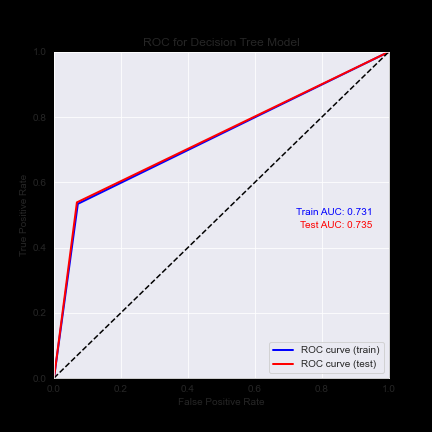 ROC for Decision Tree Model
1.0
0.8
0.6
0.4
0.2
0.0
True Positive Rate
Train AUC: 0.731
Test AUC: 0.735
ROC curve (train)
ROC curve (test)
0.0 0.2 0.4 0.6 0.8 1.0
False Positive Rate